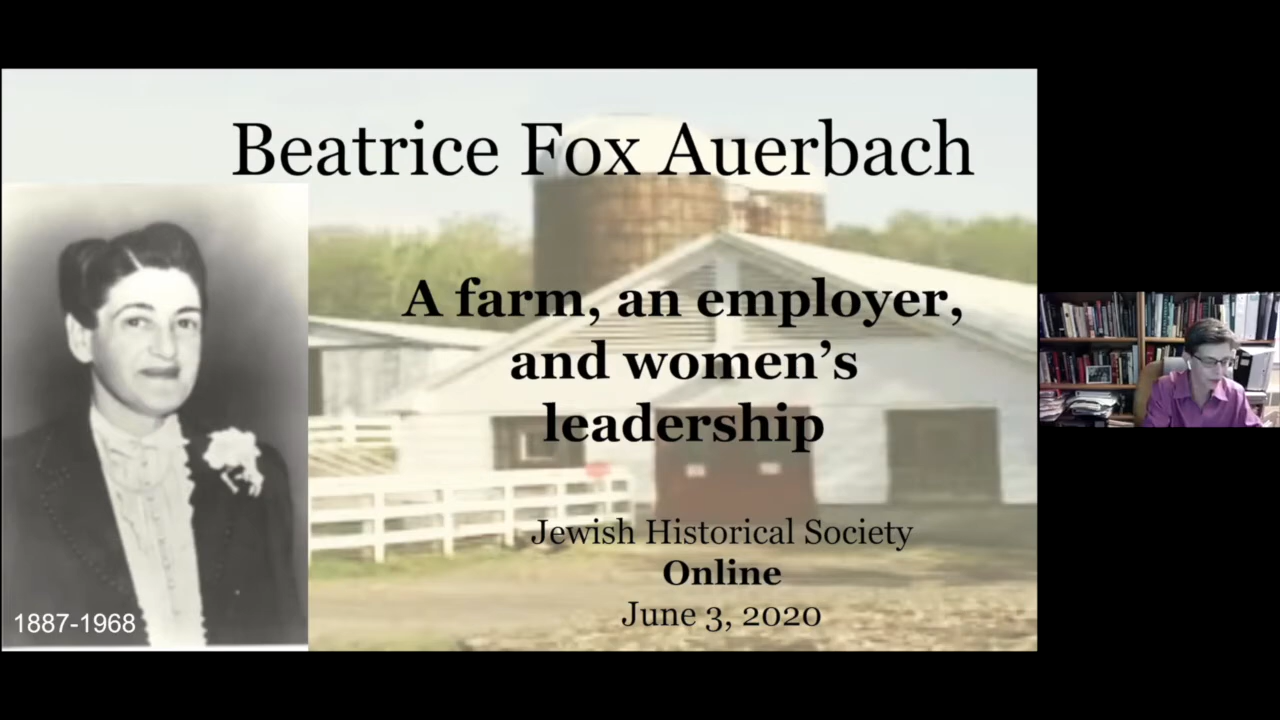 Beatrice Fox Auerbach
A farm, an employer,
and women's
leadership
Jewish Historical Society
Online
June 3, 2020
1887-1968